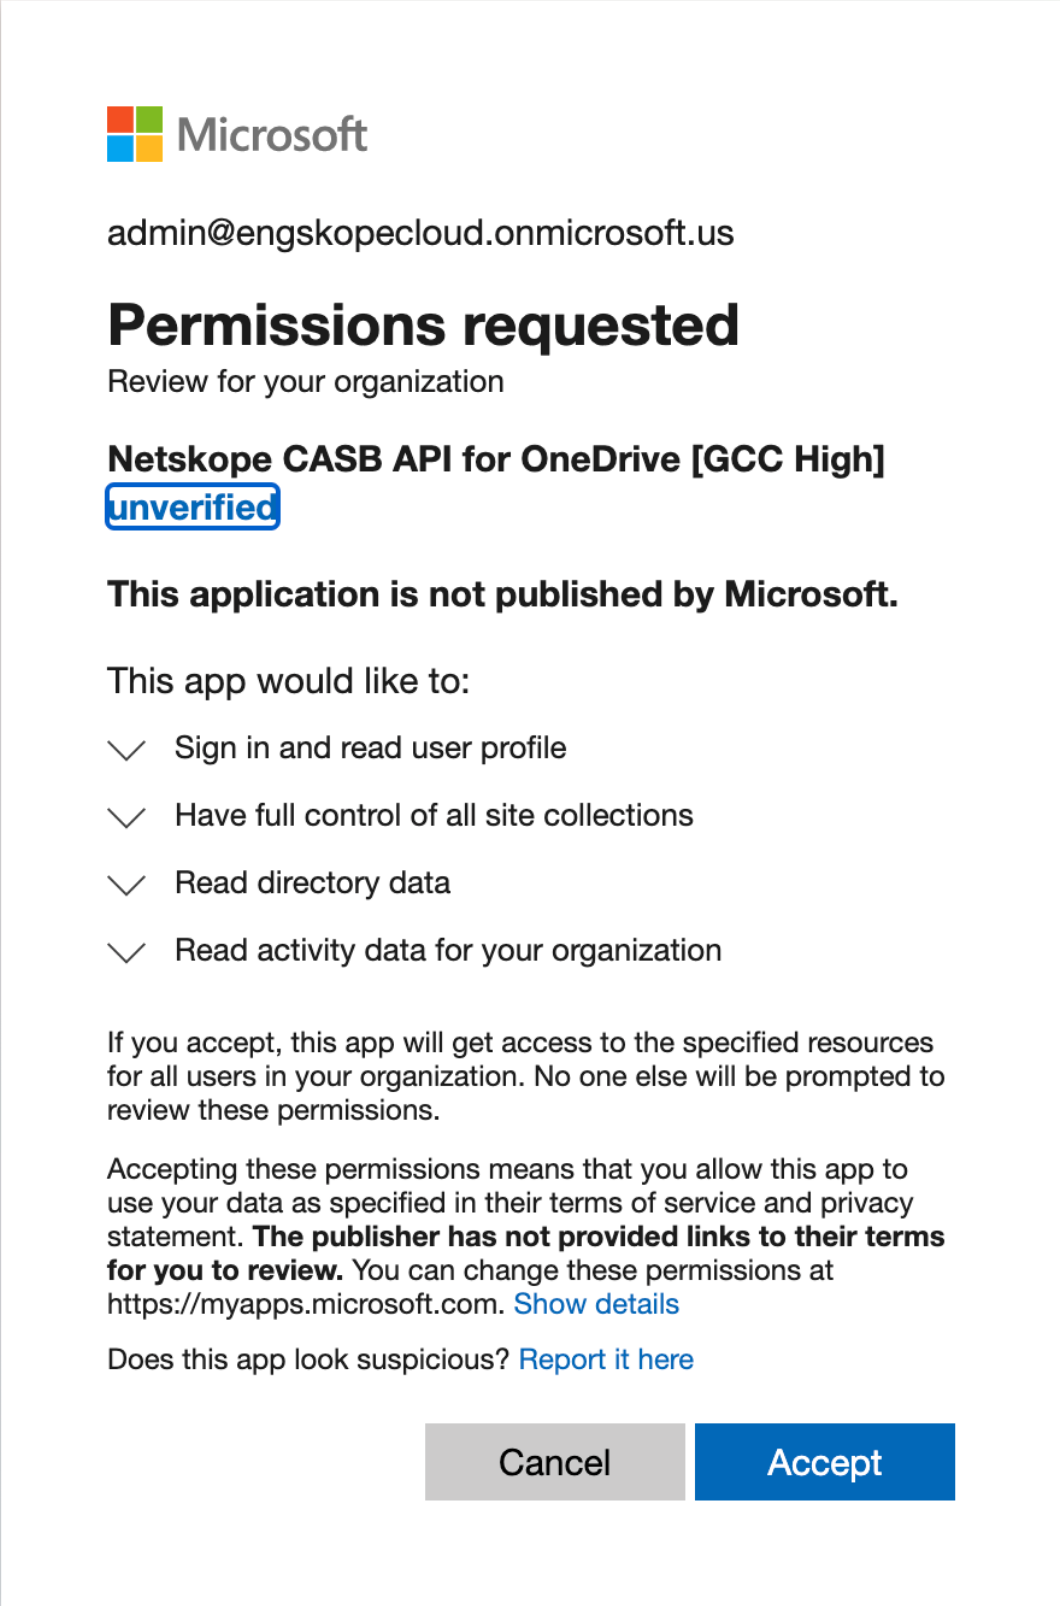 Microsoft
admin@engskopecloud.onmicrosoft.us
Permissions requested
Review for your organization
Netskope CASB API for OneDrive [GCC High]
unverified
This application is not published by Microsoft.
This app would like to:
Sign in and read user profile
Have full control of all site collections
Read directory data
Read activity data for your organization
If you accept, this app will get access to the specified resources
for all users in your organization. No one else will be prompted to
review these permissions.
Accepting these permissions means that you allow this app to
use your data as specified in their terms of service and privacy
statement. The publisher has not provided links to their terms
for you to review. You can change these permissions at
https://myapps.microsoft.com. Show details
Does this app look suspicious? Report it here
Cancel Accept